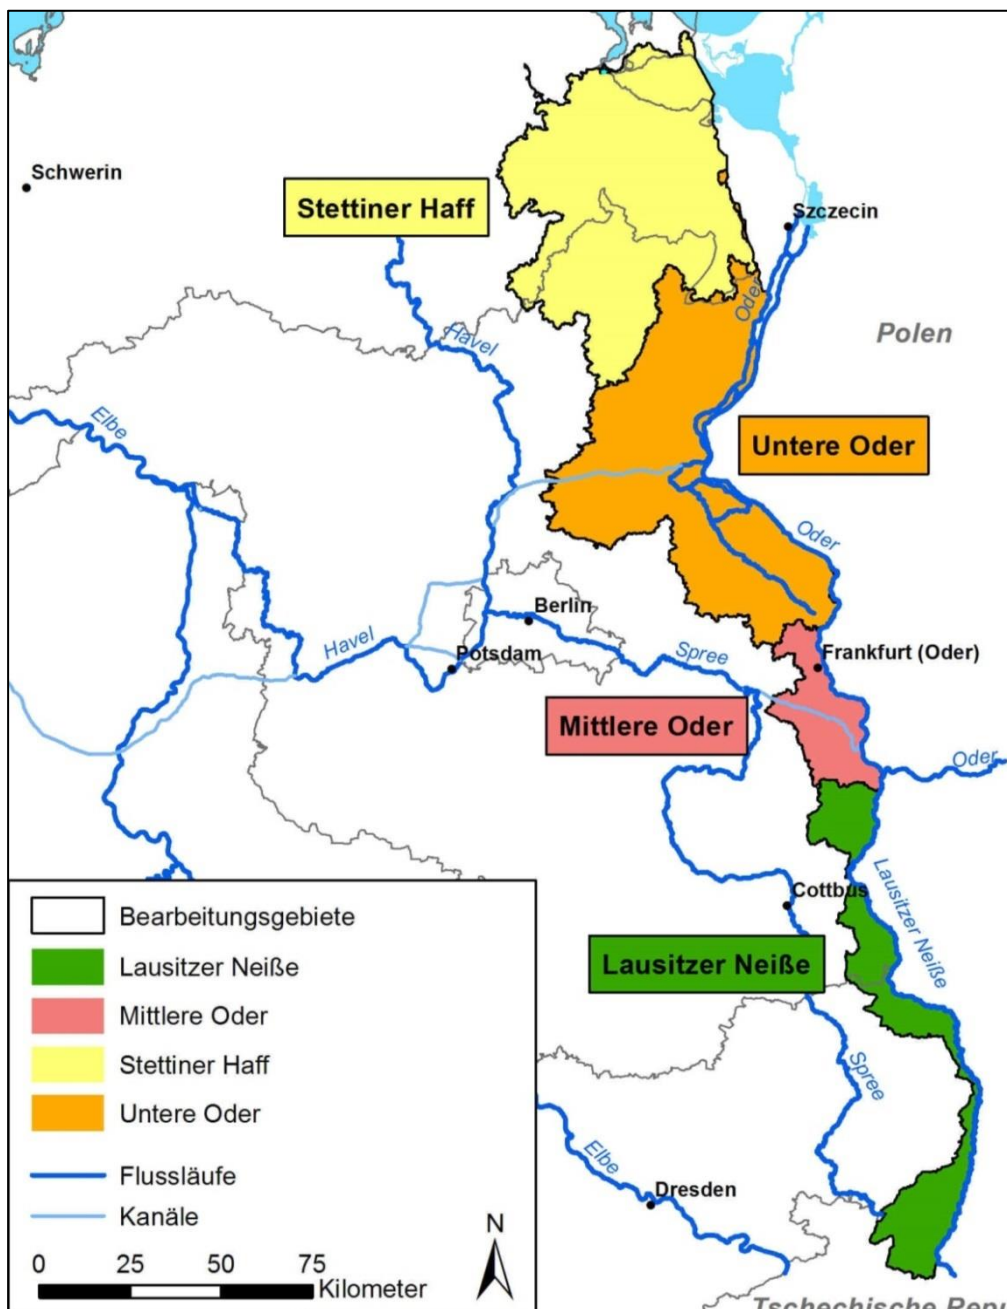 Schwerin
Stettiner Haff
Szczecin
Oder
Polen
Havel
Elbe
Untere Oder
Oder
Berlin
Havel
Potsdam
Spree
Frankfurt (Oder)
Mittlere Oder
Oder
Lausitzer Neiße
Cottbus
Lausitzer Neiße
Spree
Elbe
Dresden
Bearbeitungsgebiete
Lausitzer Neiße
Mittlere Oder
Stettiner Haff
Untere Oder
Flussläufe
Kanäle
N
0 25 50 75
Kilometer
Tschechische